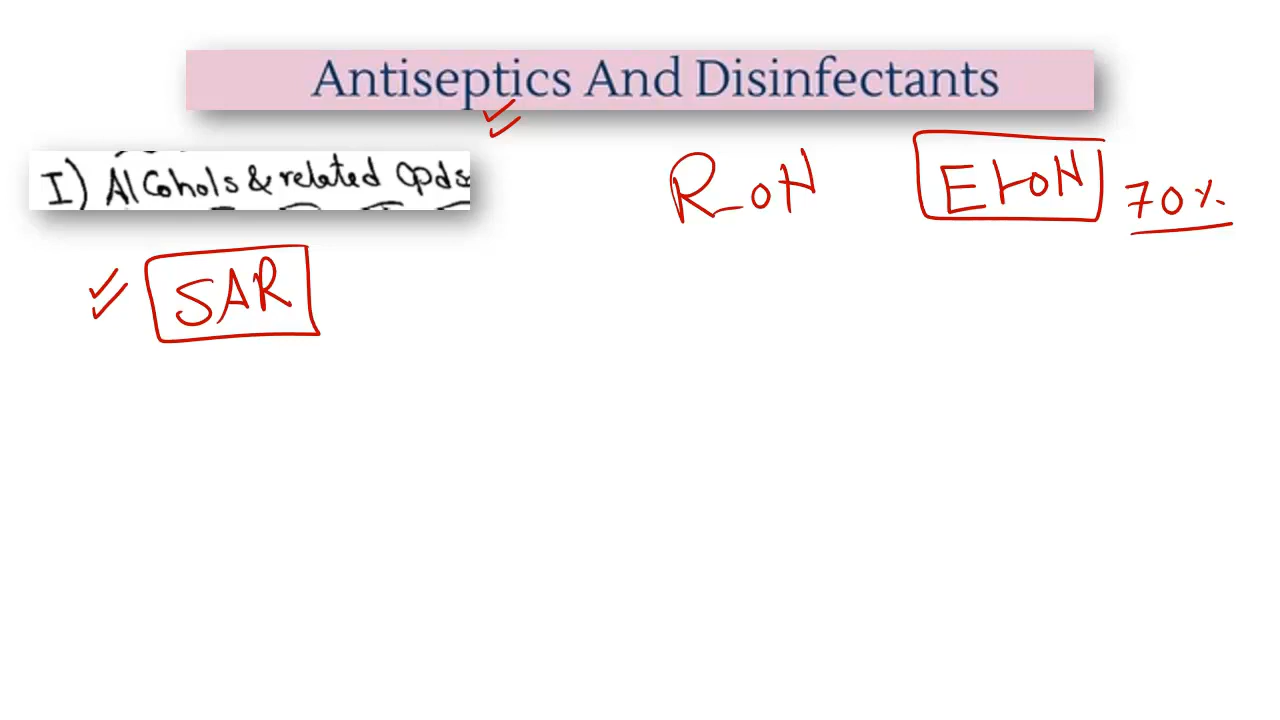 Antiseptics And Disinfectants
I) Alcohols & related Cpds
R-OH EtOH 70%
SAR